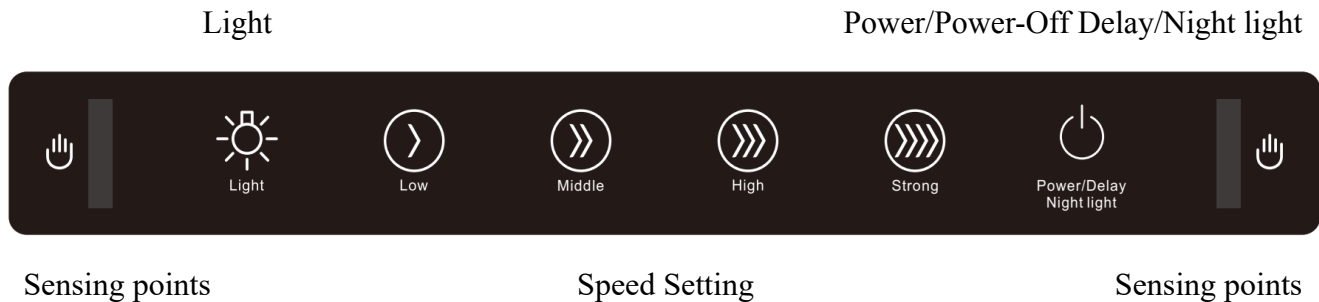 Light
Power/Power-Off Delay/Night light
Light
Low
Middle
High
Strong
Power/Delay
Night light
Sensing points
Speed Setting
Sensing points